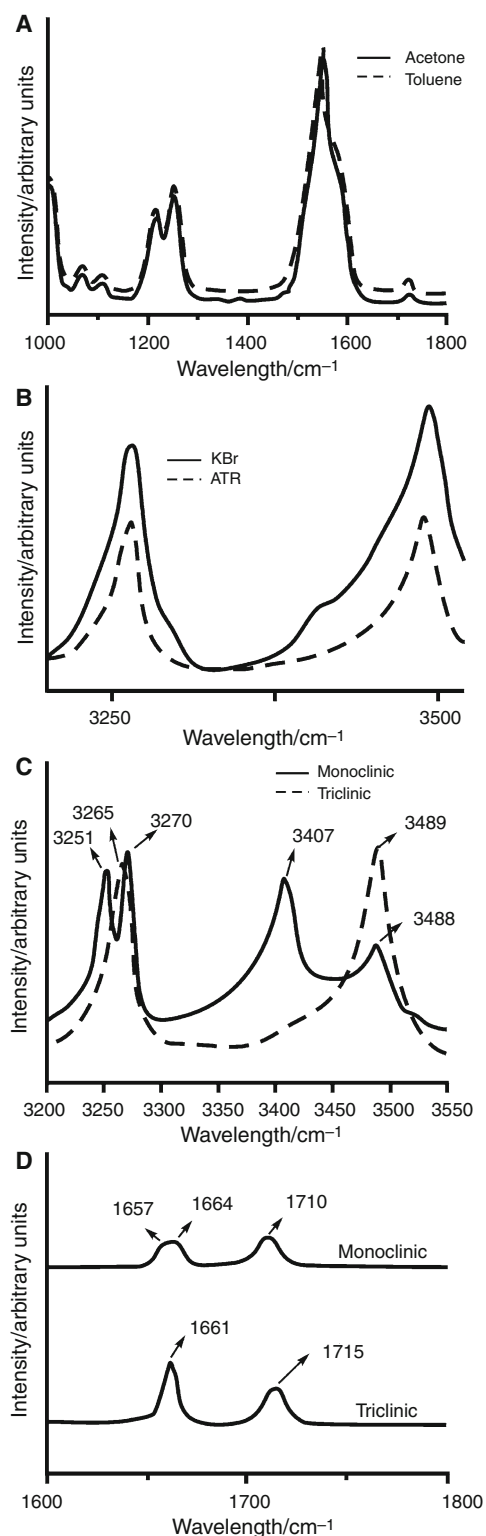 A
Intensity/arbitrary units
Acetone
Toluene
1000 1200 1400 1600 1800
Wavelength/cm−1
B
Intensity/arbitrary units
KBr
ATR
3250 3500
Wavelength/cm−1
C
Intensity/arbitrary units
Monoclinic
Triclinic
3265
3251
3270
3407
3489
3488
3200 3250 3300 3350 3400 3450 3500 3550
Wavelength/cm−1
D
Intensity/arbitrary units
1657
1664
1710
Monoclinic
1661
1715
Triclinic
1600 1700 1800
Wavelength/cm−1